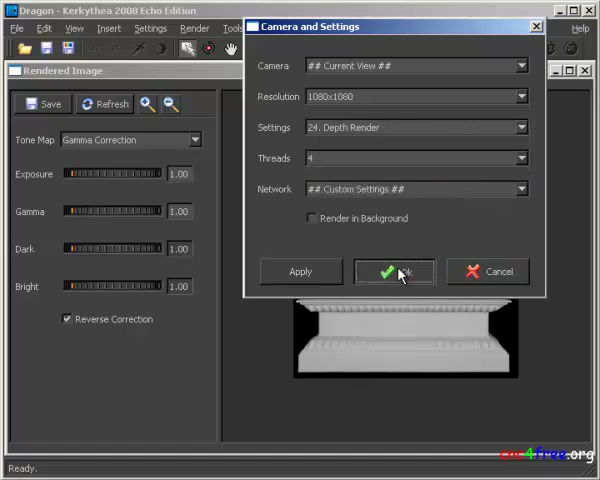 Dragon - Kerkythea 2008 Echo Edition
File Edit View Insert Settings Render Tools Help
Rendered Image
Save Refresh
Tone Map Gamma Correction
Exposure 1.00
Gamma 1.00
Dark 1.00
Bright 1.00
Reverse Correction
Camera and Settings
Camera ## Current View ##
Resolution 1080x1080
Settings 24. Depth Render
Threads 4
Network ## Custom Settings ##
Render in Background
Apply Ok Cancel
cnc4free.org
Ready.